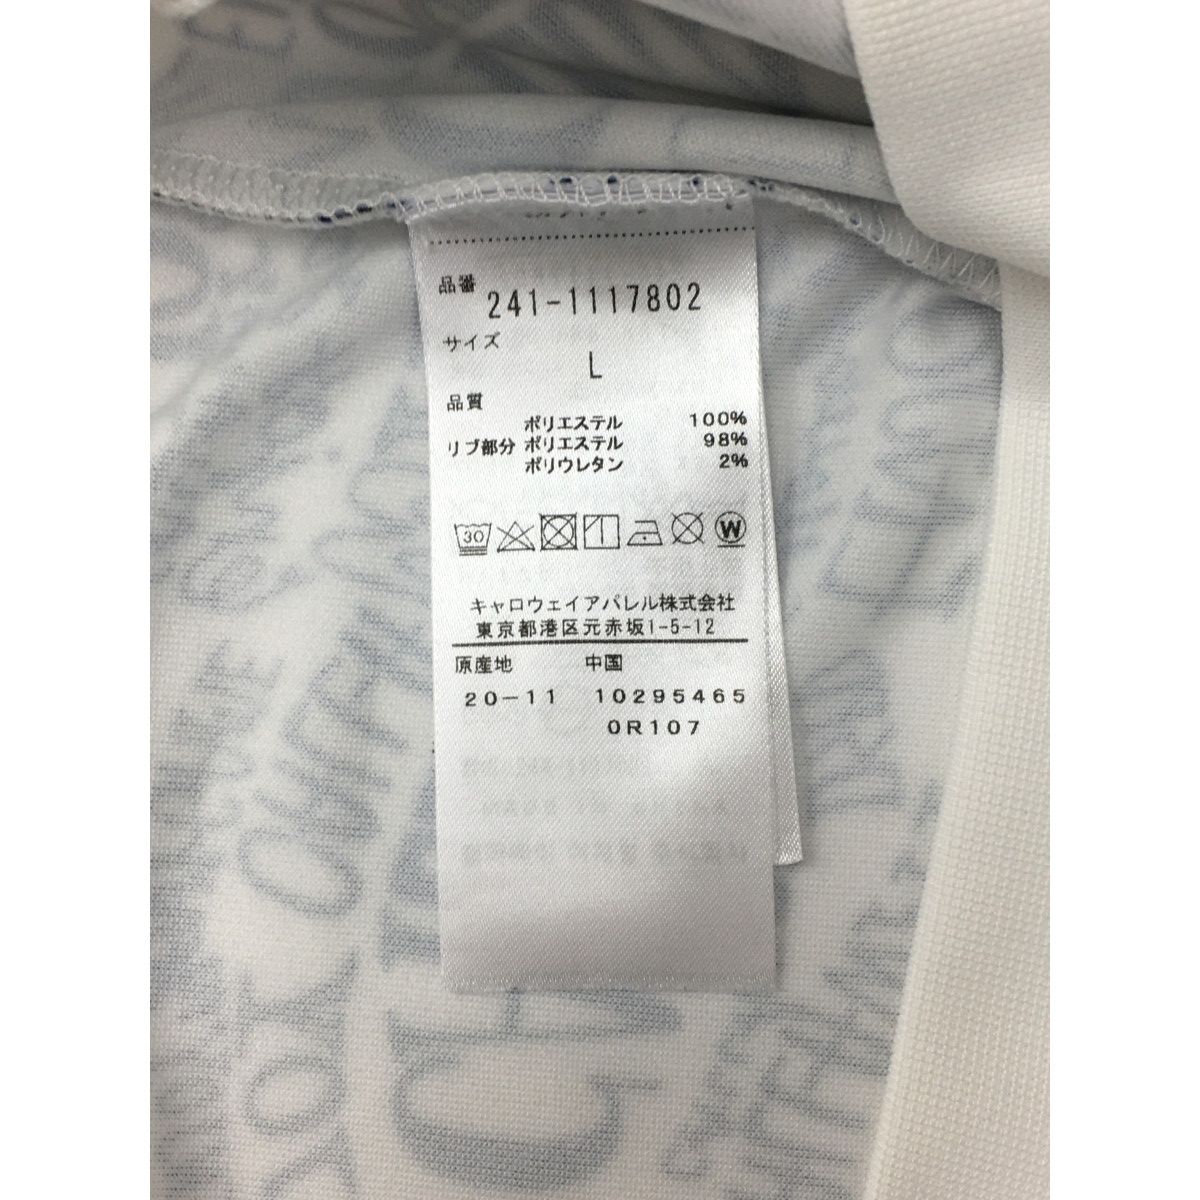 品番
241-1117802
サイズ
L
品質
ポリエステル 100%
リブ部分 ポリエステル 98%
ポリウレタン 2%
30
W
キャロウェイアパレル株式会社
東京都港区元赤坂1-5-12
原産地 中国
20-11 10295465
0R107